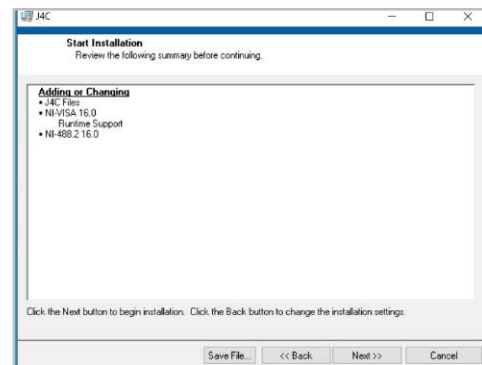 J4C
Start Installation
Review the following summary before continuing.
Adding or Changing
• J4C Files
• NI-VISA 16.0
Runtime Support
• NI-488.2 16.0
Click the Next button to begin installation. Click the Back button to change the installation settings.
Save File... << Back Next >> Cancel